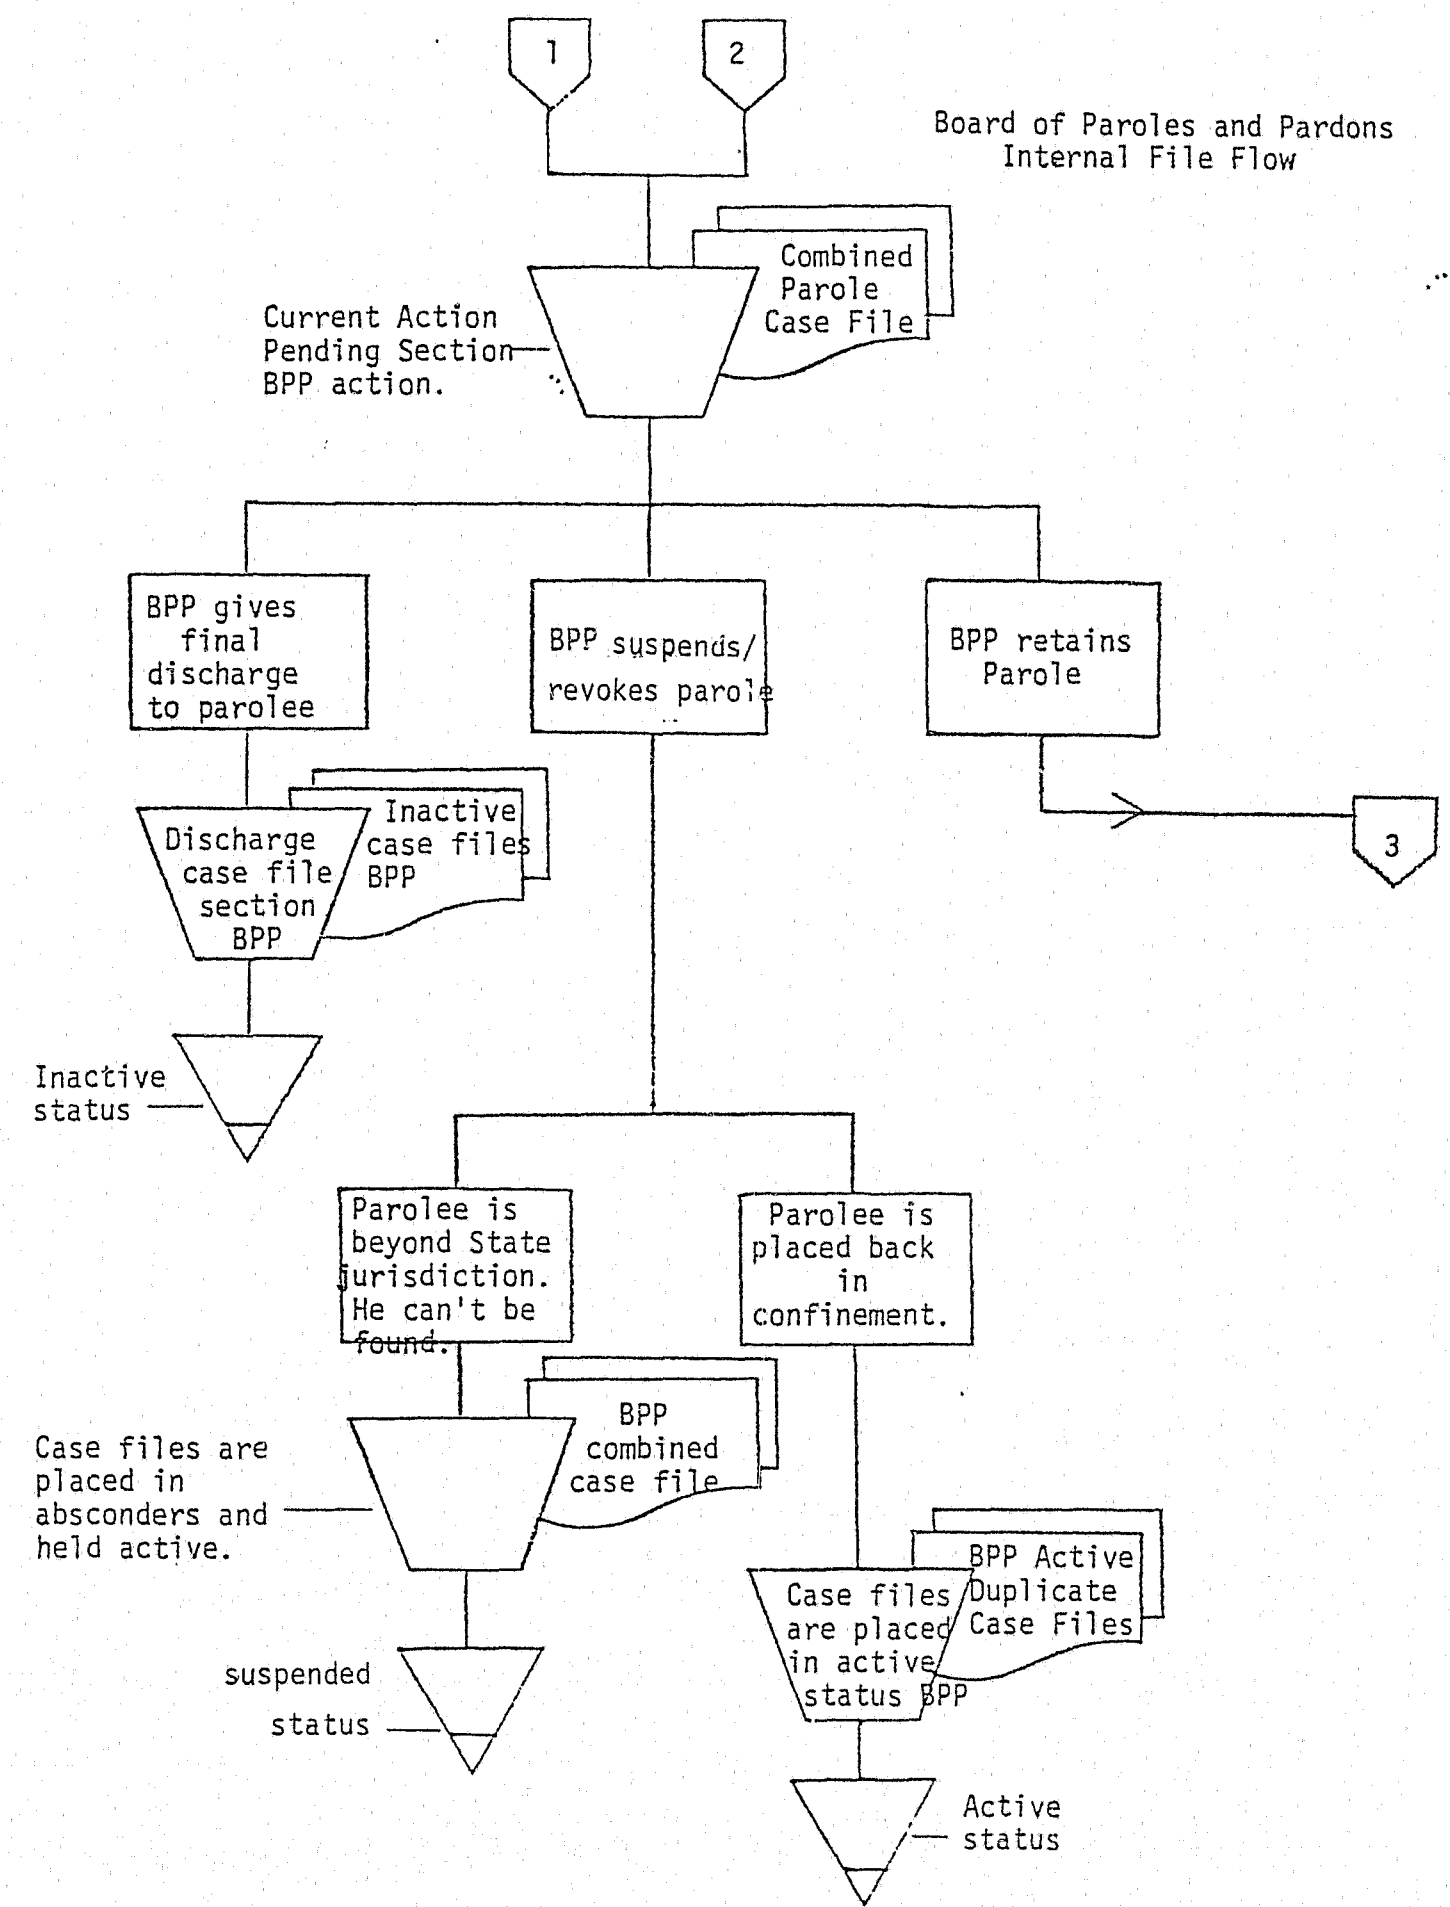 1
2
Board of Paroles and Pardons
Internal File Flow
Combined
Parole
Case File
Current Action
Pending Section
BPP action.
BPP gives
final
discharge
to parolee
BPP suspends/
revokes parole
BPP retains
Parole
3
Inactive
case files
BPP
Discharge
case file
section
BPP
Inactive
status
Parolee is
beyond State
jurisdiction.
He can't be
found.
Parolee is
placed back
in
confinement.
BPP
combined
case file
Case files are
placed in
absconders and
held active.
BPP Active
Duplicate
Case Files
Case files
are placed
in active
status BPP
suspended
status
Active
status